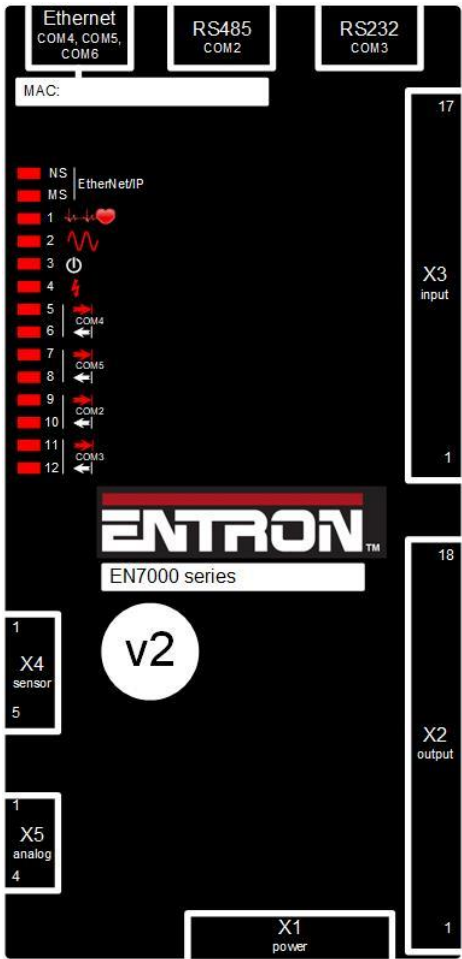 Ethernet
COM4, COM5,
COM6
RS485
COM2
RS232
COM3
MAC:
17
X3
input
1
NS
MS
EtherNet/IP
1
2
3
4
5
6
COM4
7
8
COM5
9
10
COM2
11
12
COM3
ENTRON TM
EN7000 series
v2
18
X2
output
1
1
X4
sensor
5
1
X5
analog
4
X1
power